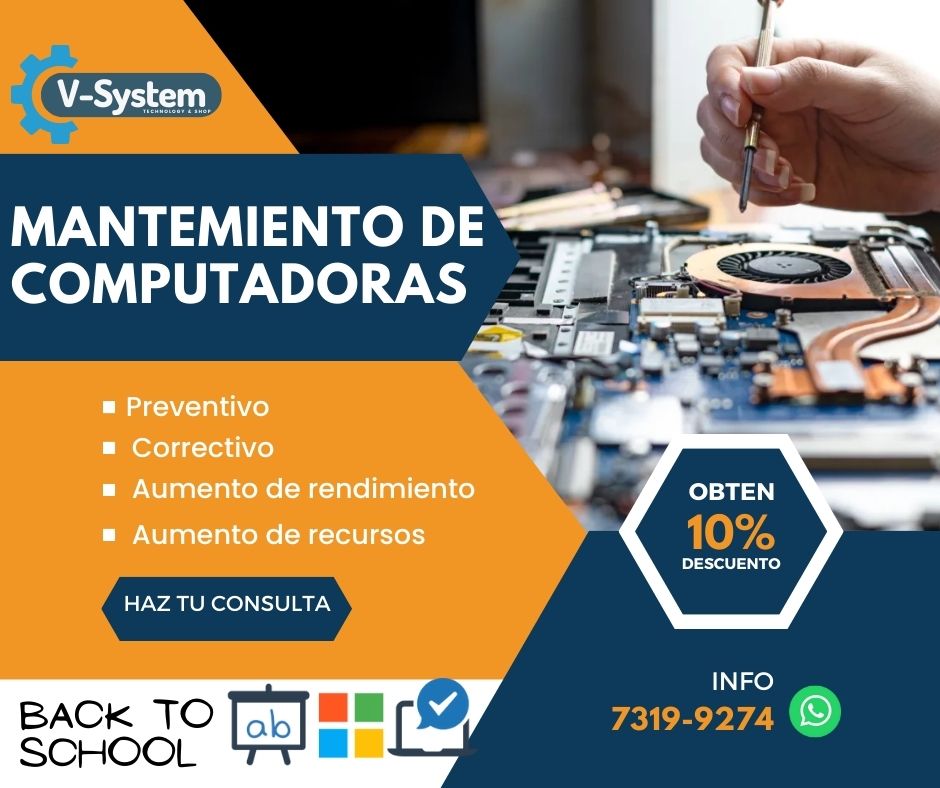 V-System
TECHNOLOGY & SHOP
MANTEMIENTO DE
COMPUTADORAS
Preventivo
Correctivo
Aumento de rendimiento
Aumento de recursos
HAZ TU CONSULTA
OBTEN
10%
DESCUENTO
INFO
7319-9274
BACK TO
SCHOOL
ab